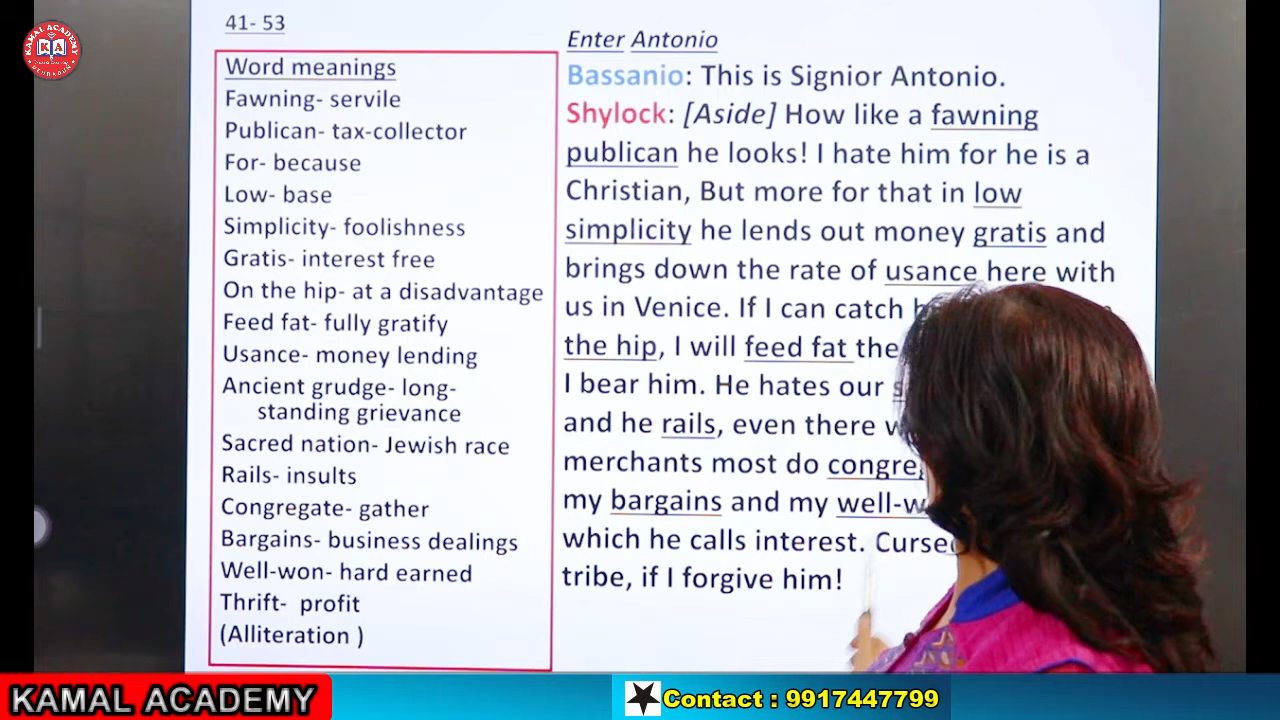 KAMAL ACADEMY
K A
DEHRADUN
41- 53
Word meanings
Fawning- servile
Publican- tax-collector
For- because
Low- base
Simplicity- foolishness
Gratis- interest free
On the hip- at a disadvantage
Feed fat- fully gratify
Usance- money lending
Ancient grudge- long-
standing grievance
Sacred nation- Jewish race
Rails- insults
Congregate- gather
Bargains- business dealings
Well-won- hard earned
Thrift- profit
(Alliteration )
Enter Antonio
Bassanio: This is Signior Antonio.
Shylock: [Aside] How like a fawning
publican he looks! I hate him for he is a
Christian, But more for that in low
simplicity he lends out money gratis and
brings down the rate of usance here with
us in Venice. If I can catch
the hip, I will feed fat the
I bear him. He hates our
and he rails, even there
merchants most do congre
my bargains and my well-w
which he calls interest. Curse
tribe, if I forgive him!
KAMAL ACADEMY
Contact : 9917447799